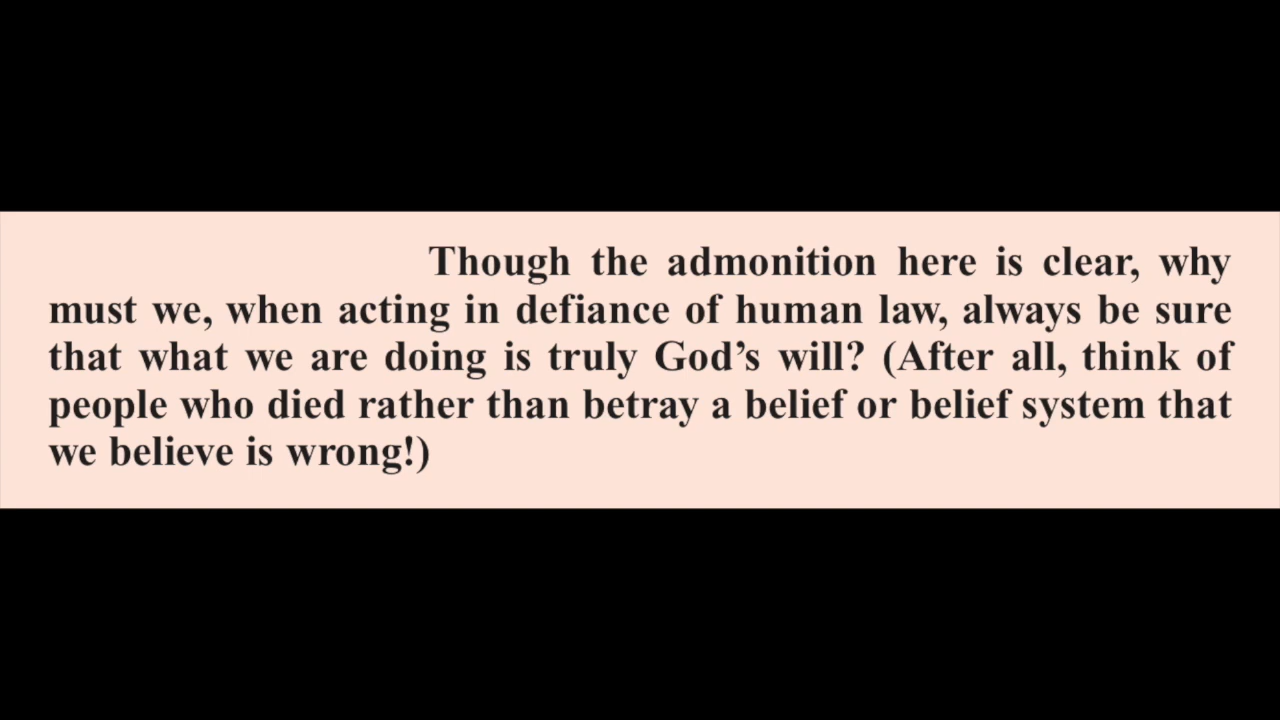 Though the admonition here is clear, why
must we, when acting in defiance of human law, always be sure
that what we are doing is truly God’s will? (After all, think of
people who died rather than betray a belief or belief system that
we believe is wrong!)